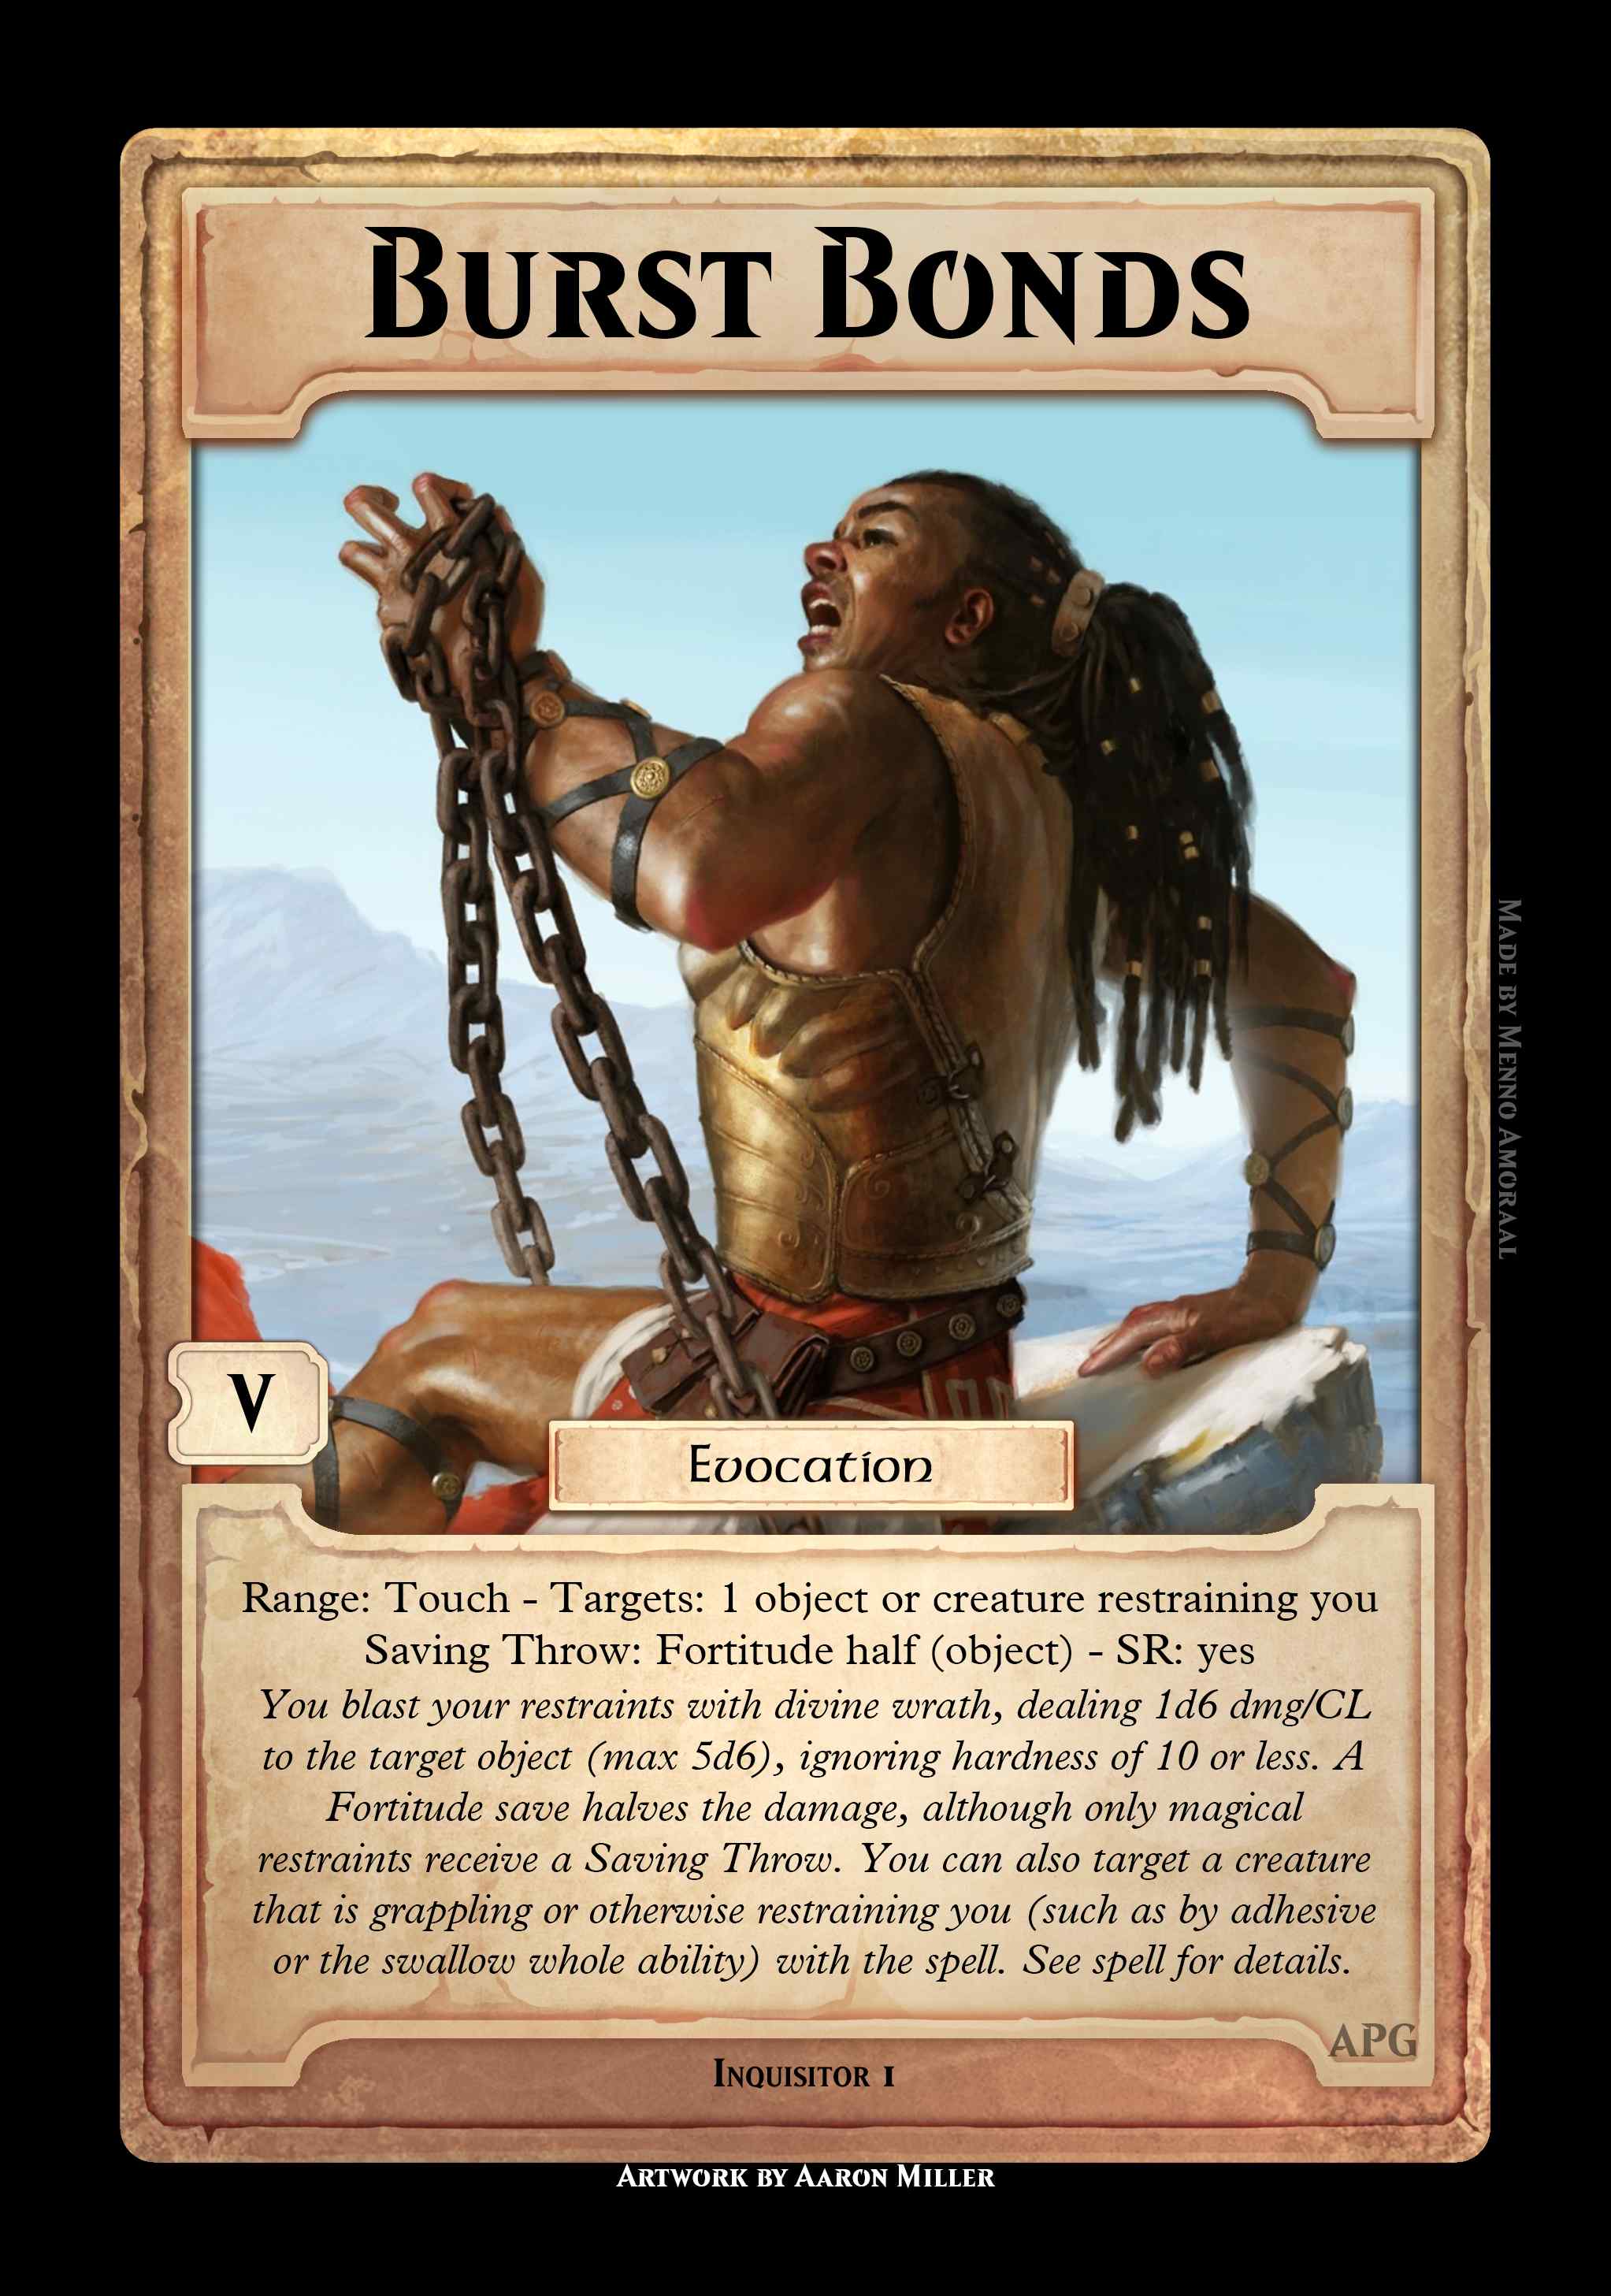 Burst Bonds
V
Evocation
Range: Touch - Targets: 1 object or creature restraining you
Saving Throw: Fortitude half (object) - SR: yes
You blast your restraints with divine wrath, dealing 1d6 dmg/CL
to the target object (max 5d6), ignoring hardness of 10 or less. A
Fortitude save halves the damage, although only magical
restraints receive a Saving Throw. You can also target a creature
that is grappling or otherwise restraining you (such as by adhesive
or the swallow whole ability) with the spell. See spell for details.
APG
Inquisitor 1
Artwork by Aaron Miller
Made by Menno Amoraal